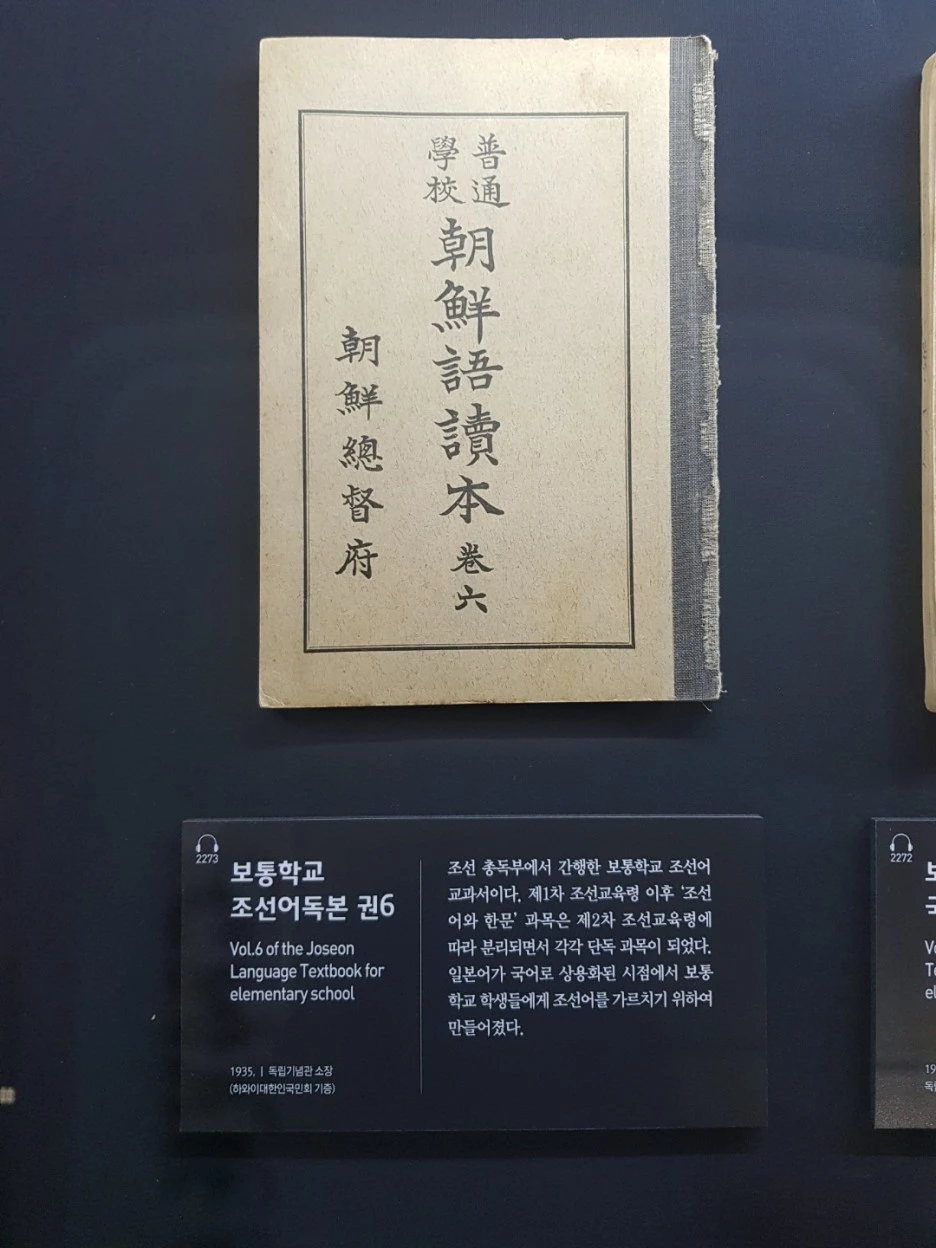 普通
學校
朝鮮語讀本 卷六
朝鮮總督府
2273
보통학교
조선어독본 권6
Vol.6 of the Joseon
Language Textbook for
elementary school
1935. | 독립기념관 소장
(하와이대한인국민회 기증)
조선 총독부에서 간행한 보통학교 조선어
교과서이다. 제1차 조선교육령 이후 ‘조선
어와 한문’ 과목은 제2차 조선교육령에
따라 분리되면서 각각 단독 과목이 되었다.
일본어가 국어로 상용화된 시점에서 보통
학교 학생들에게 조선어를 가르치기 위하여
만들어졌다.
2272